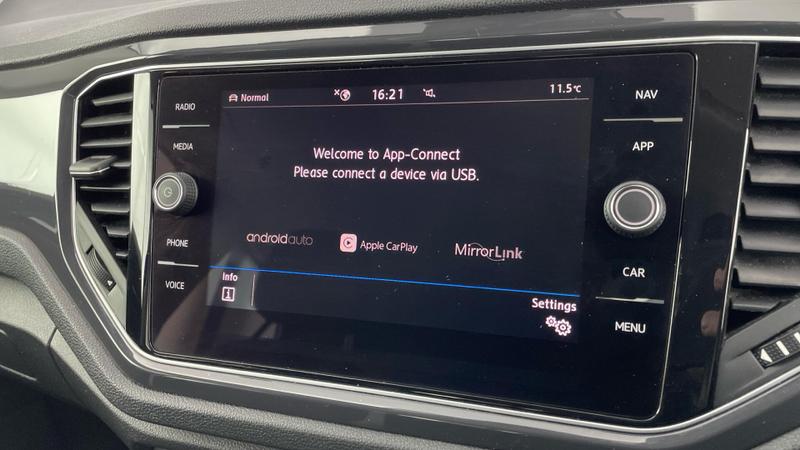 RADIO
MEDIA
PHONE
VOICE
Normal
16:21
11.5°C
Welcome to App-Connect
Please connect a device via USB.
androidauto
Apple CarPlay
MirrorLink
Info
Settings
NAV
APP
CAR
MENU